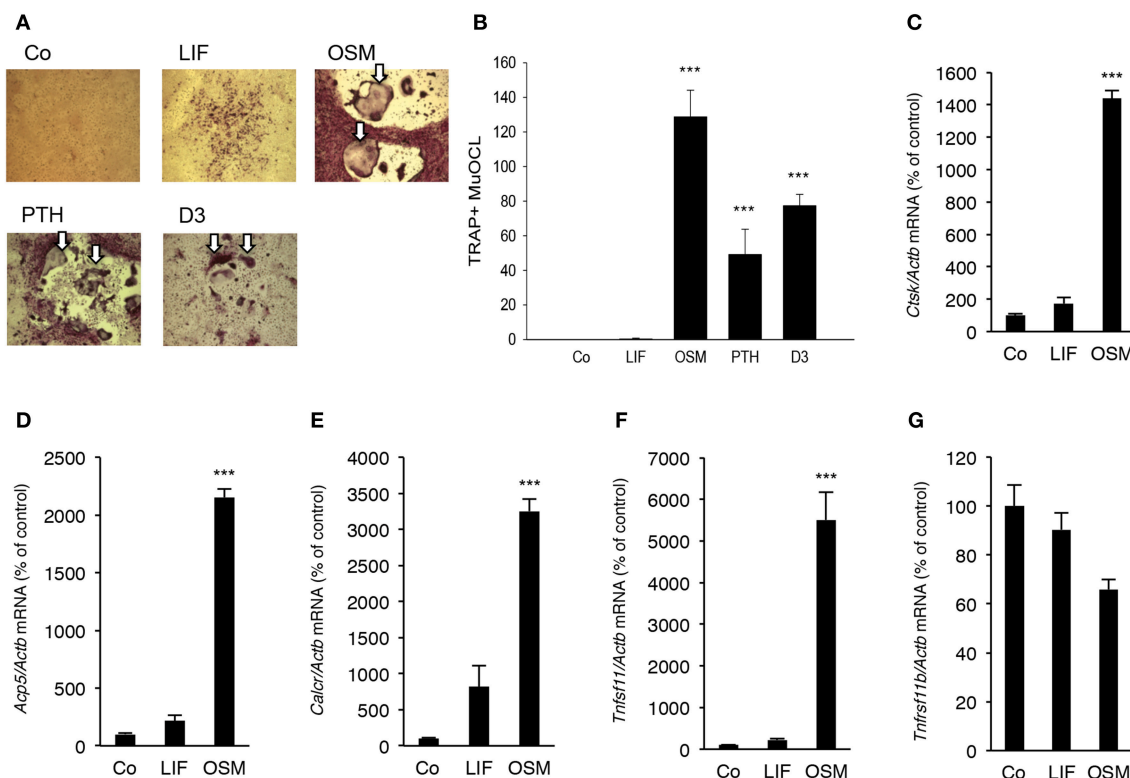 A
Co
LIF
OSM
PTH
D3
B
TRAP+ MuOCL
160
140
120
100
80
60
40
20
0
***
***
***
Co
LIF
OSM
PTH
D3
C
Ctsk/Actb mRNA (% of control)
1600
1400
1200
1000
800
600
400
200
0
***
Co
LIF
OSM
D
Acp5/Actb mRNA (% of control)
2500
2000
1500
1000
500
0
***
Co
LIF
OSM
E
Calcr/Actb mRNA (% of control)
4000
3500
3000
2500
2000
1500
1000
500
0
***
Co
LIF
OSM
F
Tnfsf11/Actb mRNA (% of control)
7000
6000
5000
4000
3000
2000
1000
0
***
Co
LIF
OSM
G
Tnfrsf11b/Actb mRNA (% of control)
120
100
80
60
40
20
0
Co
LIF
OSM